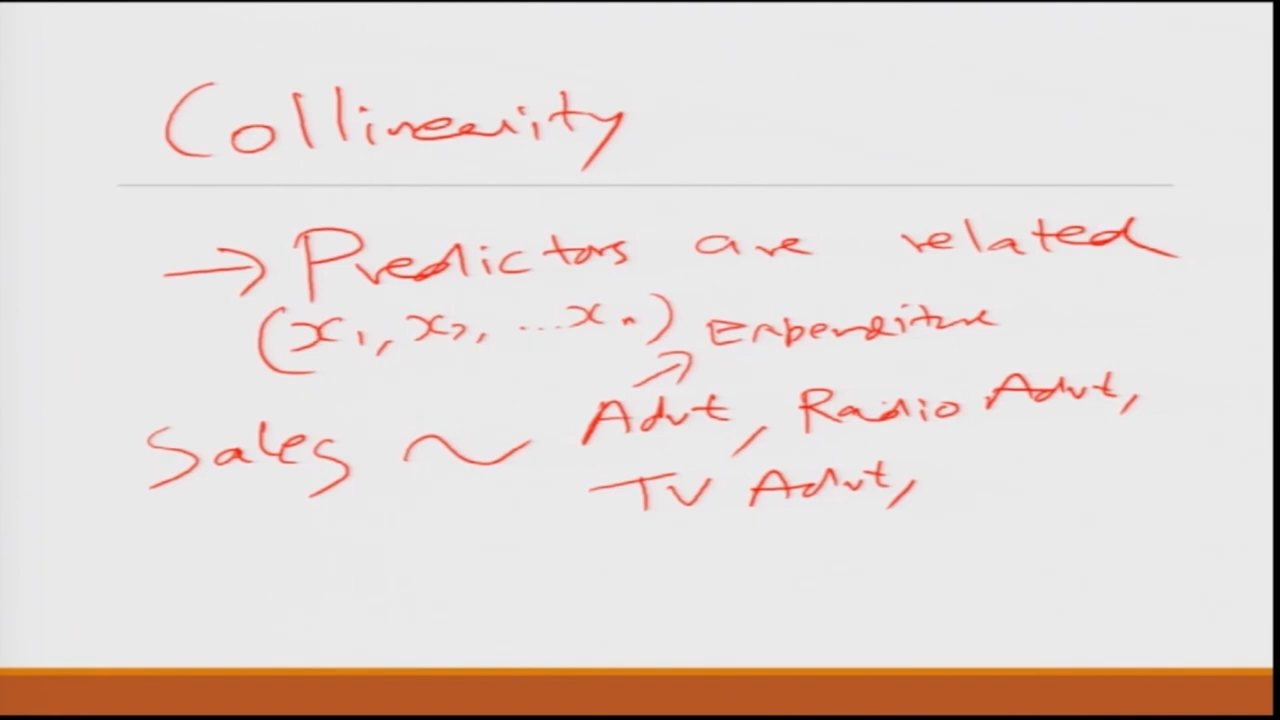 Collinearity
→ Predictors are related
(x₁, x₂, ...xₙ) Expenditure
Sales ~ Advt, Radio Advt,
TV Advt,